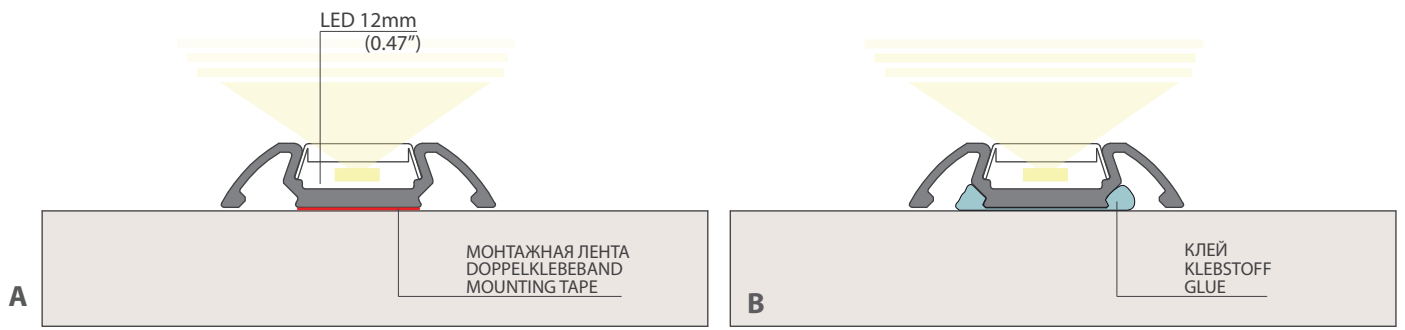 LED 12mm
(0.47”)
МОНТАЖНАЯ ЛЕНТА
DOPPELKLEBEBAND
MOUNTING TAPE
A
КЛЕЙ
KLEBSTOFF
GLUE
B